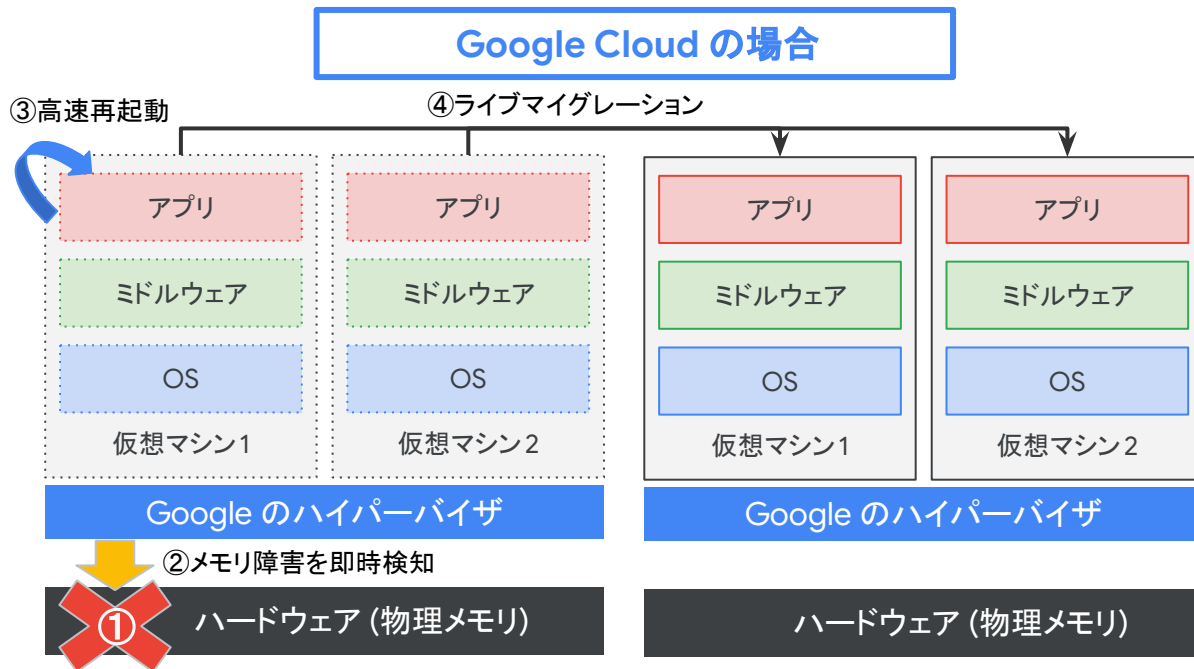 Google Cloud の場合
③高速再起動
④ライブマイグレーション
アプリ
ミドルウェア
OS
仮想マシン1
アプリ
ミドルウェア
OS
仮想マシン2
Google のハイパーバイザ
②メモリ障害を即時検知
①
ハードウェア (物理メモリ)
アプリ
ミドルウェア
OS
仮想マシン1
アプリ
ミドルウェア
OS
仮想マシン2
Google のハイパーバイザ
ハードウェア (物理メモリ)